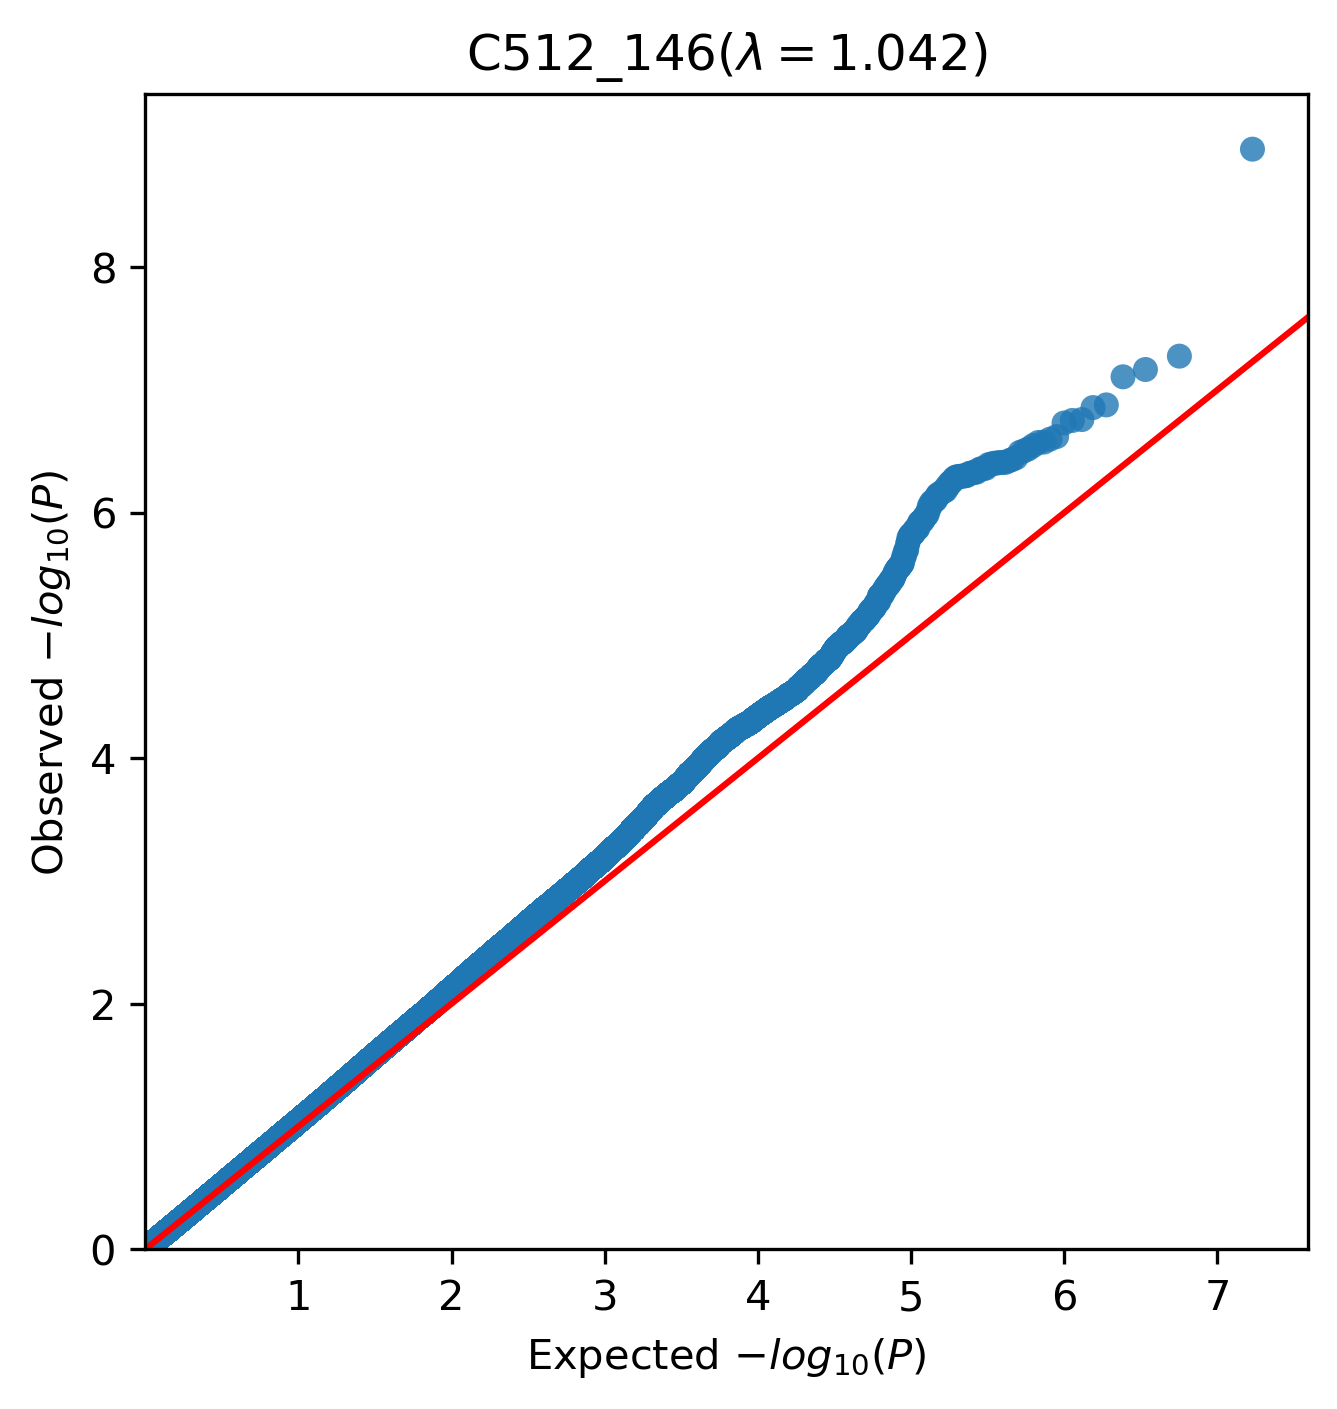 C512_146(λ = 1.042)
Observed −log10(P)
8
6
4
2
0
1 2 3 4 5 6 7
Expected −log10(P)